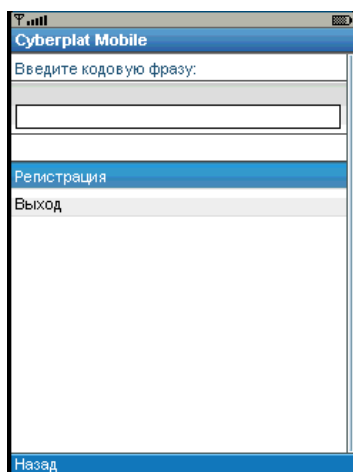 Cyberplat Mobile
Введите кодовую фразу:
Регистрация
Выход
Назад